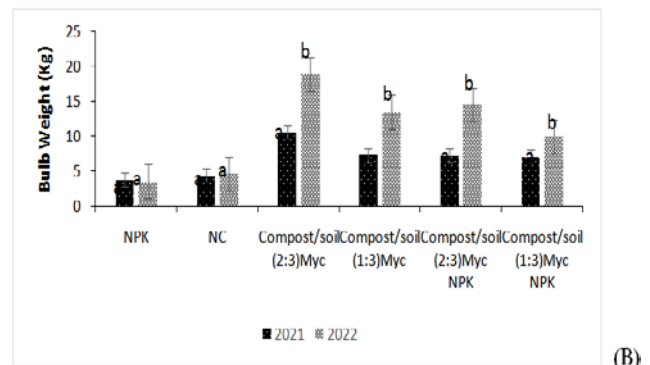 Bulb Weight (Kg)
25
20
15
10
5
0
a a
a a
a b
b
a b
a b
NPK
NC
Compost/soil (2:3)Myc
Compost/soil (1:3)Myc
Compost/soil (2:3)Myc NPK
Compost/soil (1:3)Myc NPK
2021 2022
(B)